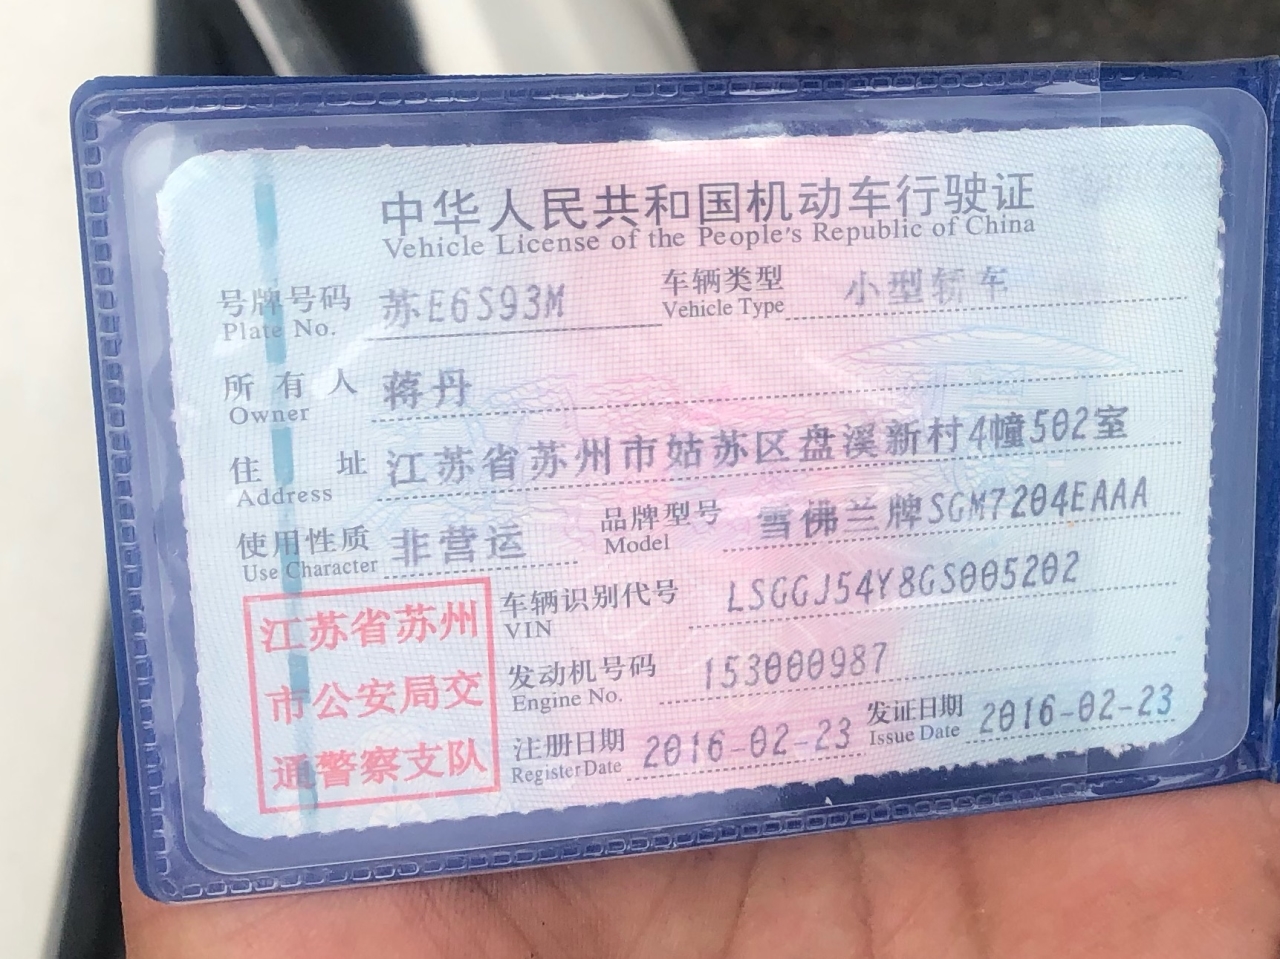 中华人民共和国机动车行驶证
Vehicle License of the People's Republic of China
号牌号码 苏E6S93M 车辆类型 小型轿车
Plate No. Vehicle Type
所有人 蒋丹
Owner
住址 江苏省苏州市姑苏区盘溪新村4幢502室
Address
使用性质 非营运 品牌型号 雪佛兰牌SGM7204EAAA
Use Character Model
江苏省苏州
市公安局交
通警察支队
车辆识别代号 LSGGJ54Y8GS005202
VIN
发动机号码 153000987
Engine No.
注册日期 2016-02-23 发证日期 2016-02-23
Register Date Issue Date